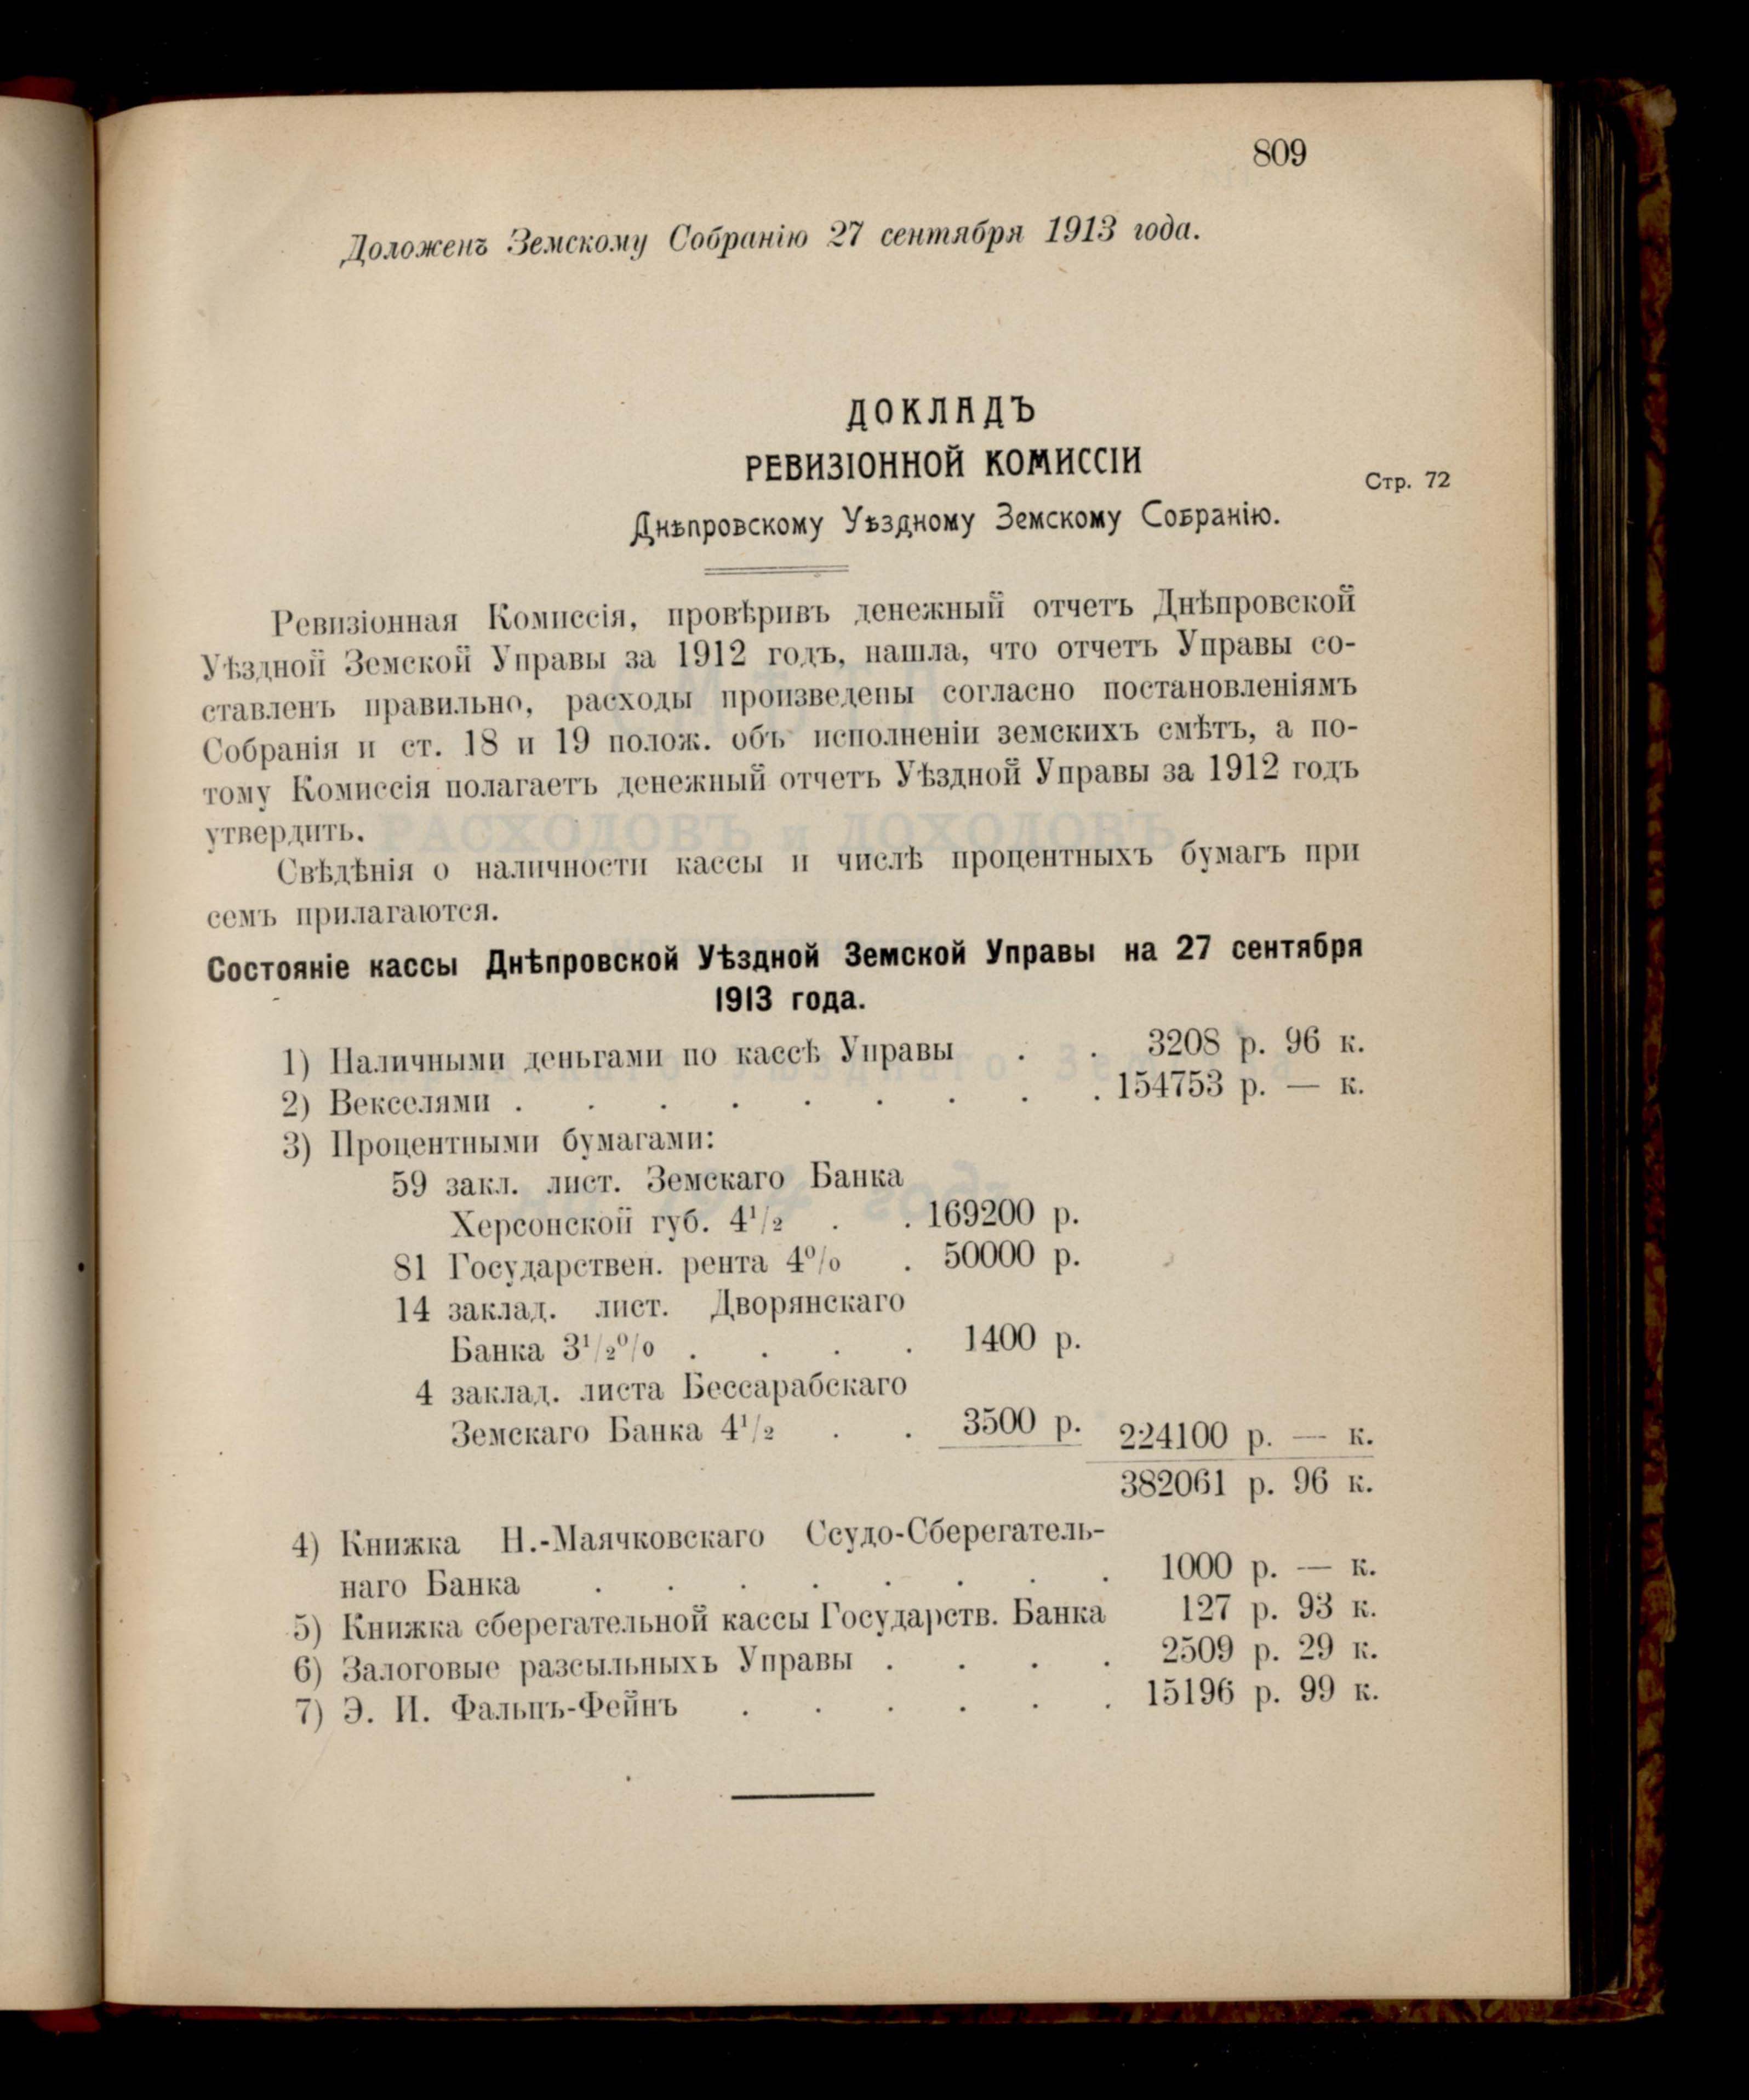 809
Доложенъ Земскому Собранію 27 сентября 1913 года.
ДОКЛАДЪ
РЕВИЗІОННОЙ КОМИССІИ
Стр. 72
Днѣпровскому Уѣздному Земскому Собранію.
Ревизіонная Комиссія, провѣривъ денежный отчетъ Днѣпровской
Уѣздной Земской Управы за 1912 годъ, нашла, что отчетъ Управы со-
ставленъ правильно, расходы произведены согласно постановленіямъ
Собранія и ст. 18 и 19 полож. объ исполненіи земскихъ смѣтъ, а по-
тому Комиссія полагаетъ денежный отчетъ Уѣздной Управы за 1912 годъ
утвердить.
Свѣдѣнія о наличности кассы и числѣ процентныхъ бумагъ при
семъ прилагаются.
Состояніе кассы Днѣпровской Уѣздной Земской Управы на 27 сентября
1913 года.
1) Наличными деньгами по кассѣ Управы . . 3208 р. 96 к.
2) Векселями . . . . . . . . . 154753 р. — к.
3) Процентными бумагами:
59 закл. лист. Земскаго Банка
Херсонской губ. 4¹/₂ . . 169200 р.
81 Государствен. рента 4⁰/₀ . 50000 р.
14 заклад. лист. Дворянскаго
Банка 3¹/₂⁰/₀ . . . . 1400 р.
4 заклад. листа Бессарабскаго
Земскаго Банка 4¹/₂ . . 3500 р. 224100 р. — к.
382061 р. 96 к.
4) Книжка Н.-Маячковскаго Ссудо-Сберегатель-
наго Банка . . . . . . . . 1000 р. — к.
5) Книжка сберегательной кассы Государств. Банка 127 р. 93 к.
6) Залоговые разсыльныхъ Управы . . . . 2509 р. 29 к.
7) Э. И. Фальцъ-Фейнъ . . . . . . 15196 р. 99 к.